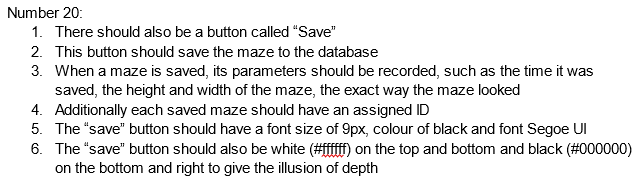 Number 20:
1. There should also be a button called “Save”
2. This button should save the maze to the database
3. When a maze is saved, its parameters should be recorded, such as the time it was
saved, the height and width of the maze, the exact way the maze looked
4. Additionally each saved maze should have an assigned ID
5. The “save” button should have a font size of 9px, colour of black and font Segoe UI
6. The “save” button should also be white (#ffffff) on the top and bottom and black (#000000)
on the bottom and right to give the illusion of depth